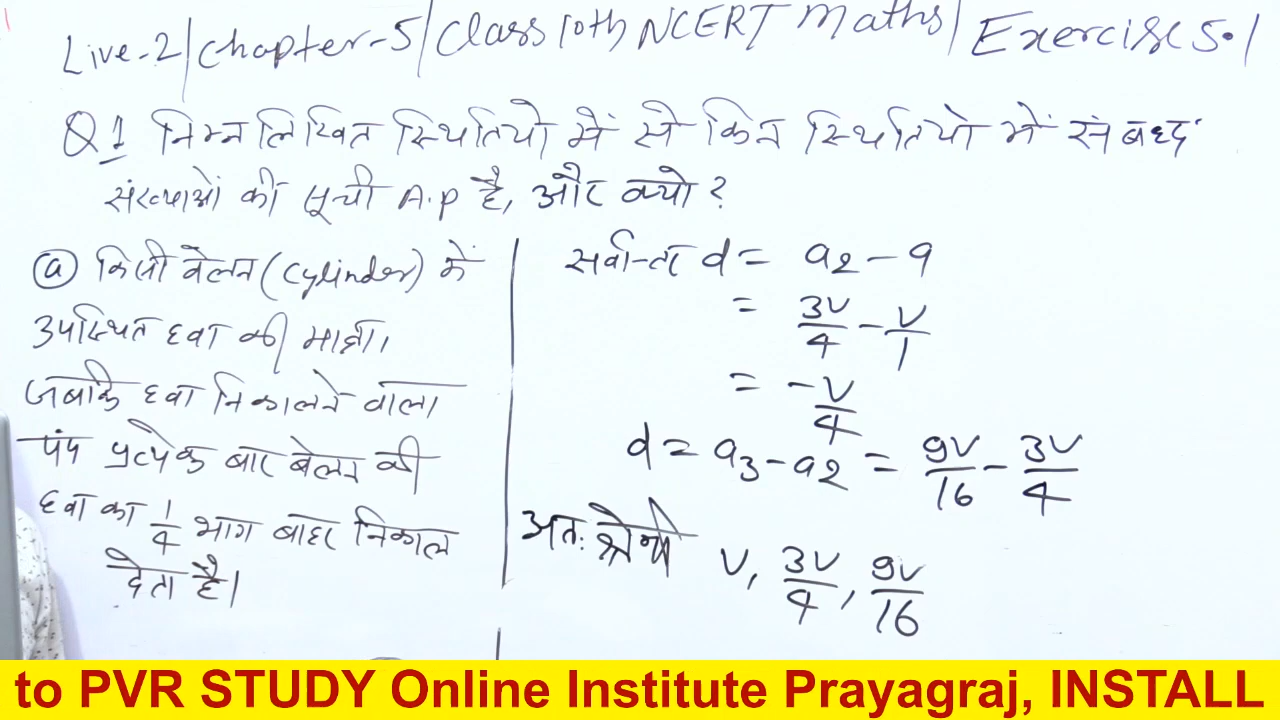 Live-2/Chapter-5/Class 10th NCERT Maths/Exercise 5.1
Q1 निम्नलिखित स्थितियो में से किन स्थितियो में संबध्द
संख्याओं की सूची A.P है, और क्यो ?
(a) किसी बेलन (cylinder) में
उपस्थित हवा की मात्रा।
जबकि हवा निकालने वाला
पंप प्रत्येक बार बेलन की
हवा का 1/4 भाग बाहर निकाल
देता है।
सर्वान्तर d = a2 - a
= 3V/4 - V/1
= -V/4
d = a3 - a2 = 9V/16 - 3V/4
अतः श्रेणी V, 3V/4, 9V/16
to PVR STUDY Online Institute Prayagraj, INSTALL